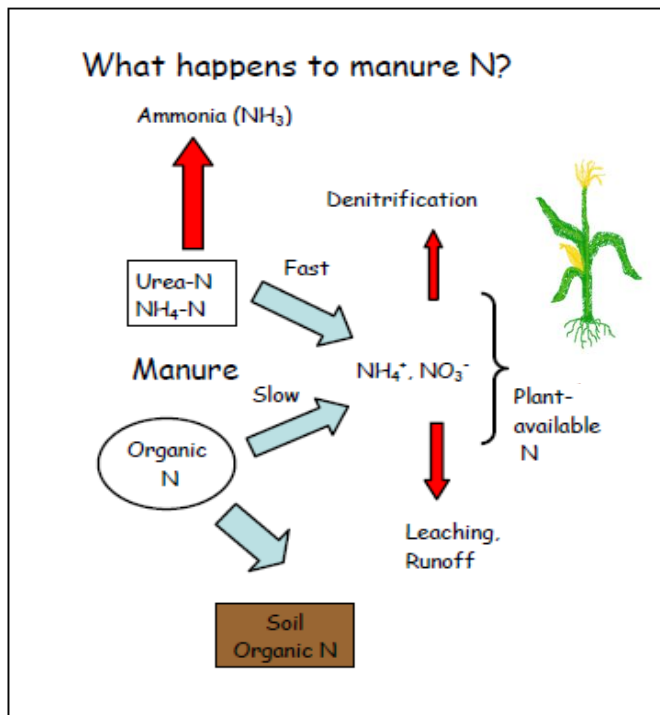 What happens to manure N?
Ammonia (NH₃)
Denitrification
Urea-N
NH₄-N
Fast
Manure
NH₄⁺, NO₃⁻
Slow
Plant-
available
N
Organic
N
Leaching,
Runoff
Soil
Organic N